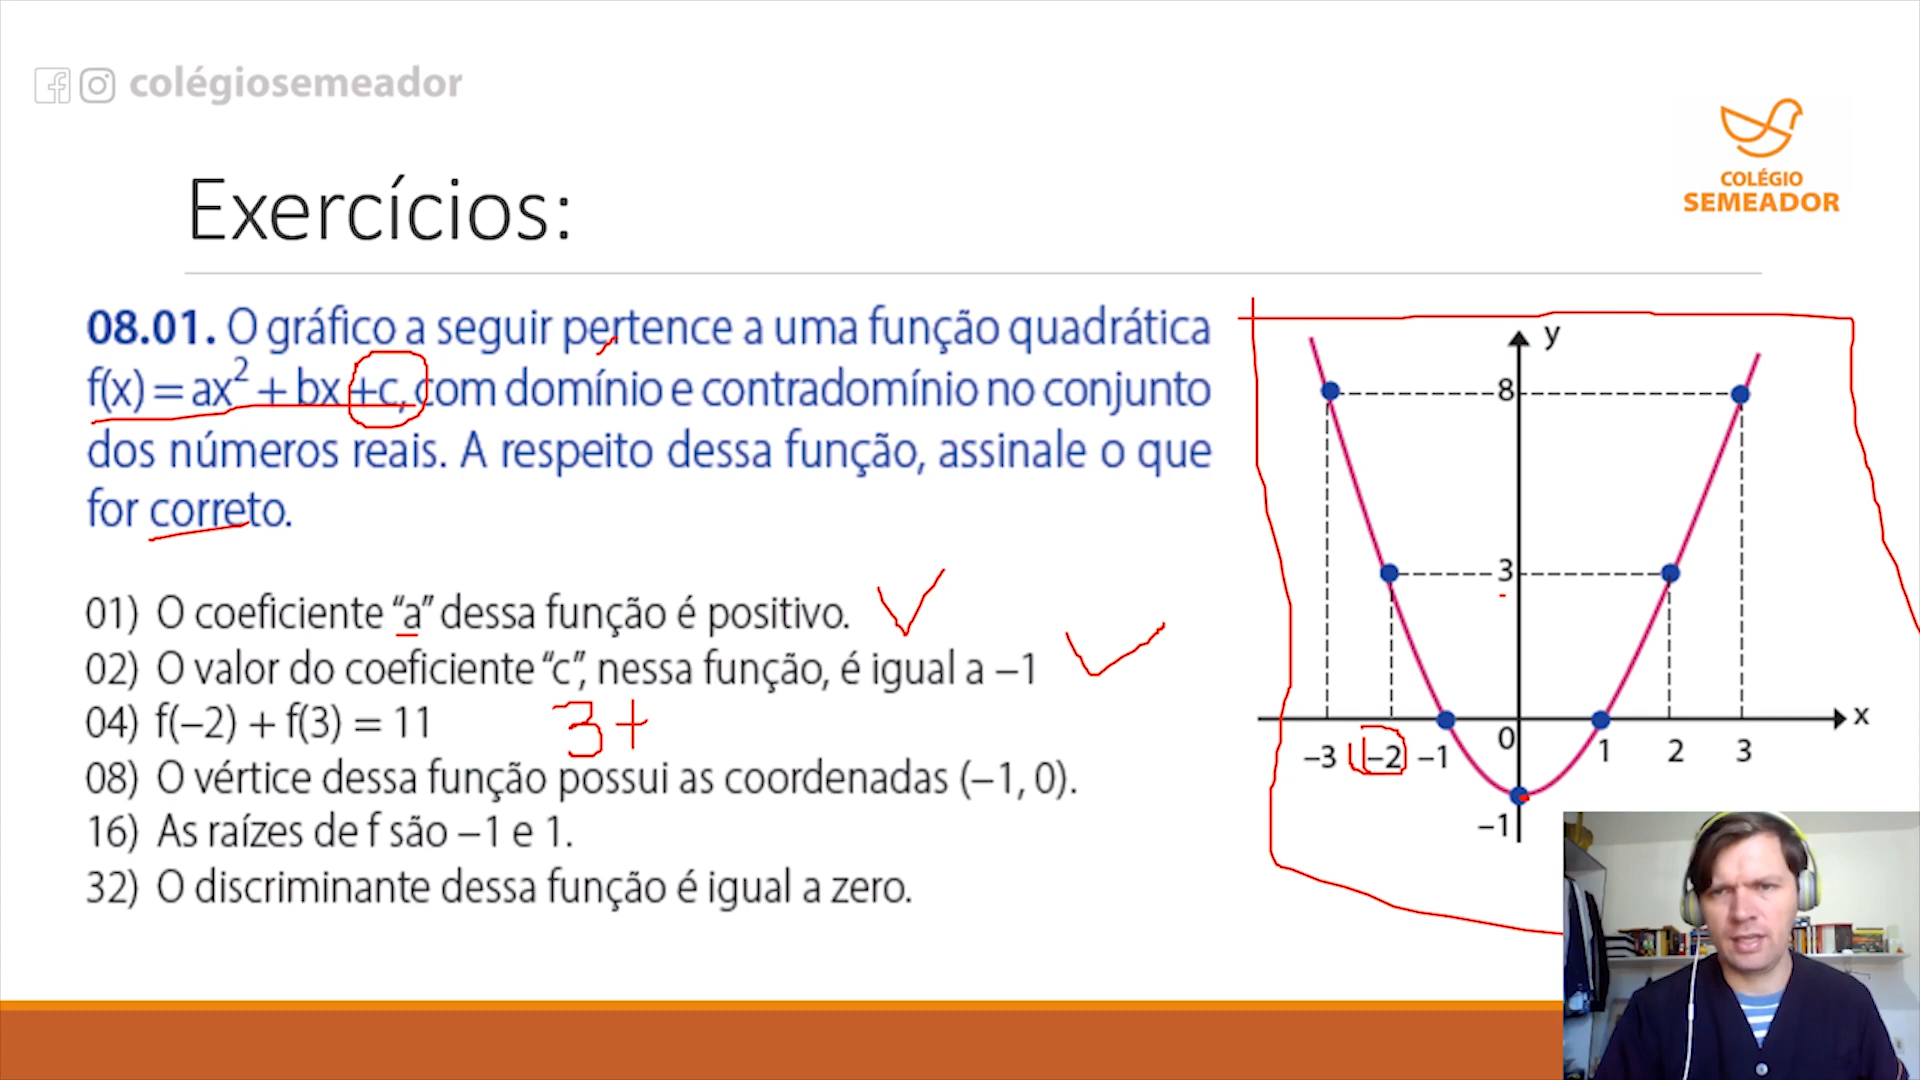 colégiosemeador
COLÉGIO
SEMEADOR
Exercícios:
08.01. O gráfico a seguir pertence a uma função quadrática
f(x) = ax² + bx +c, com domínio e contradomínio no conjunto
dos números reais. A respeito dessa função, assinale o que
for correto.
01) O coeficiente “a” dessa função é positivo.
02) O valor do coeficiente “c”, nessa função, é igual a –1
04) f(–2) + f(3) = 11
3+
08) O vértice dessa função possui as coordenadas (–1, 0).
16) As raízes de f são –1 e 1.
32) O discriminante dessa função é igual a zero.
y
8
3
x
0
–3 –2 –1 1 2 3
–1